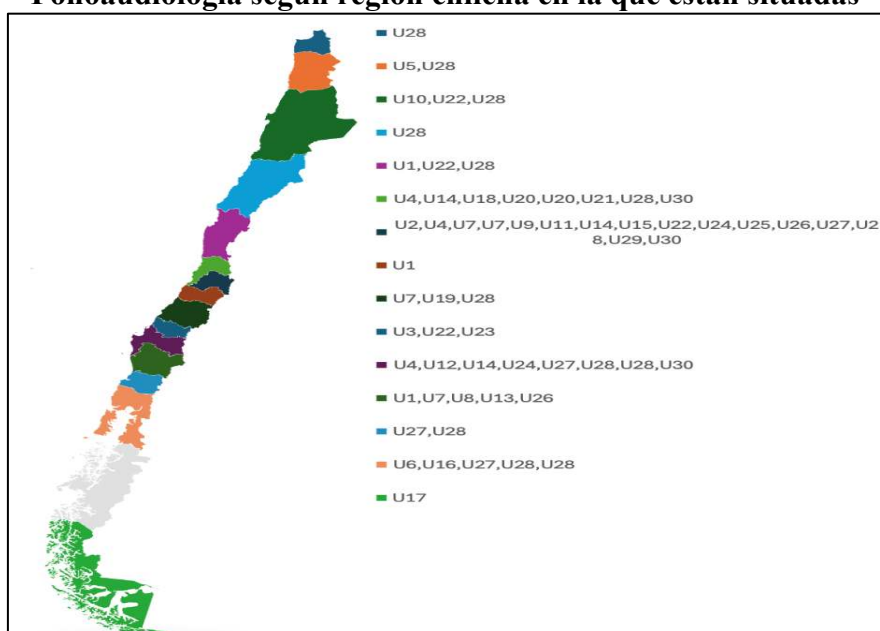 Fonoaudiología según región chilena en la que están situadas
U28
U5,U28
U10,U22,U28
U28
U1,U22,U28
U4,U14,U18,U20,U20,U21,U28,U30
U2,U4,U7,U7,U9,U11,U14,U15,U22,U24,U25,U26,U27,U2
8,U29,U30
U1
U7,U19,U28
U3,U22,U23
U4,U12,U14,U24,U27,U28,U28,U30
U1,U7,U8,U13,U26
U27,U28
U6,U16,U27,U28,U28
U17